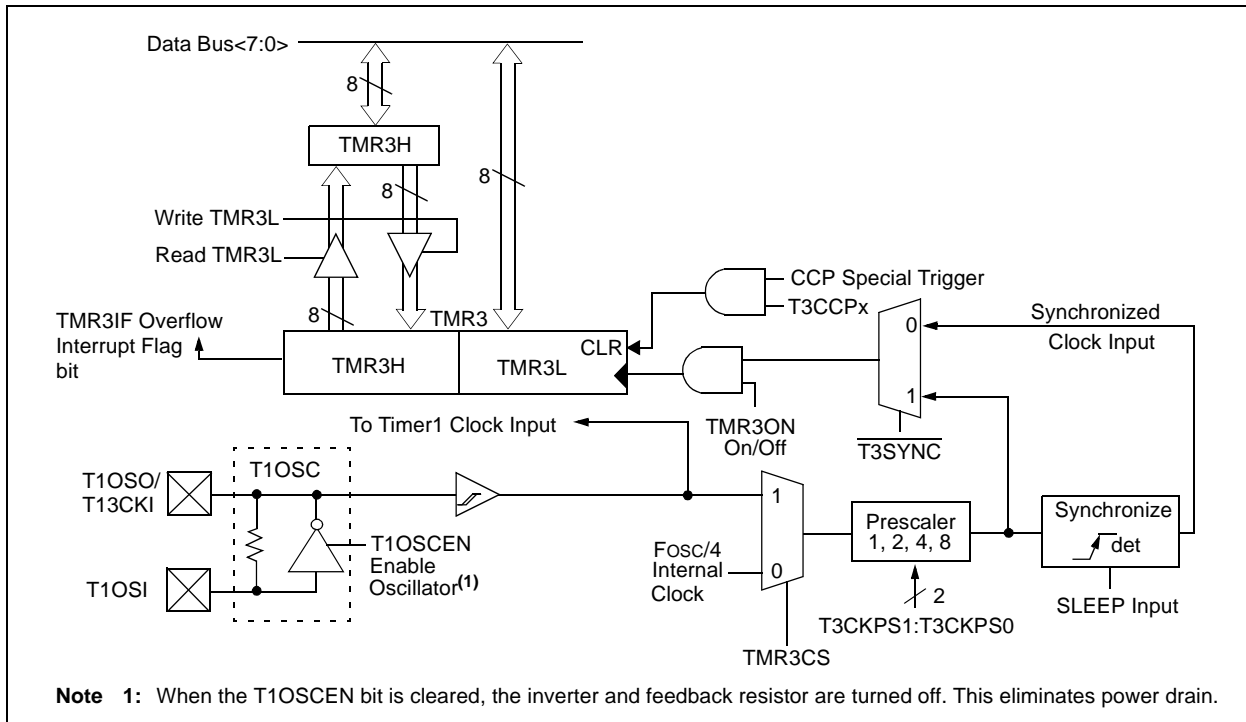 Data Bus<7:0>
8
TMR3H
8
8
Write TMR3L
Read TMR3L
CCP Special Trigger
T3CCPx
8
TMR3
TMR3IF Overflow
Interrupt Flag
bit
TMR3H
TMR3L
CLR
0
1
Synchronized
Clock Input
TMR3ON
On/Off
T3SYNC
To Timer1 Clock Input
T1OSC
T1OSO/
T13CKI
T1OSCEN
Enable
Oscillator(1)
T1OSI
1
0
FOSC/4
Internal
Clock
Prescaler
1, 2, 4, 8
Synchronize
det
2
SLEEP Input
T3CKPS1:T3CKPS0
TMR3CS
Note 1: When the T1OSCEN bit is cleared, the inverter and feedback resistor are turned off. This eliminates power drain.